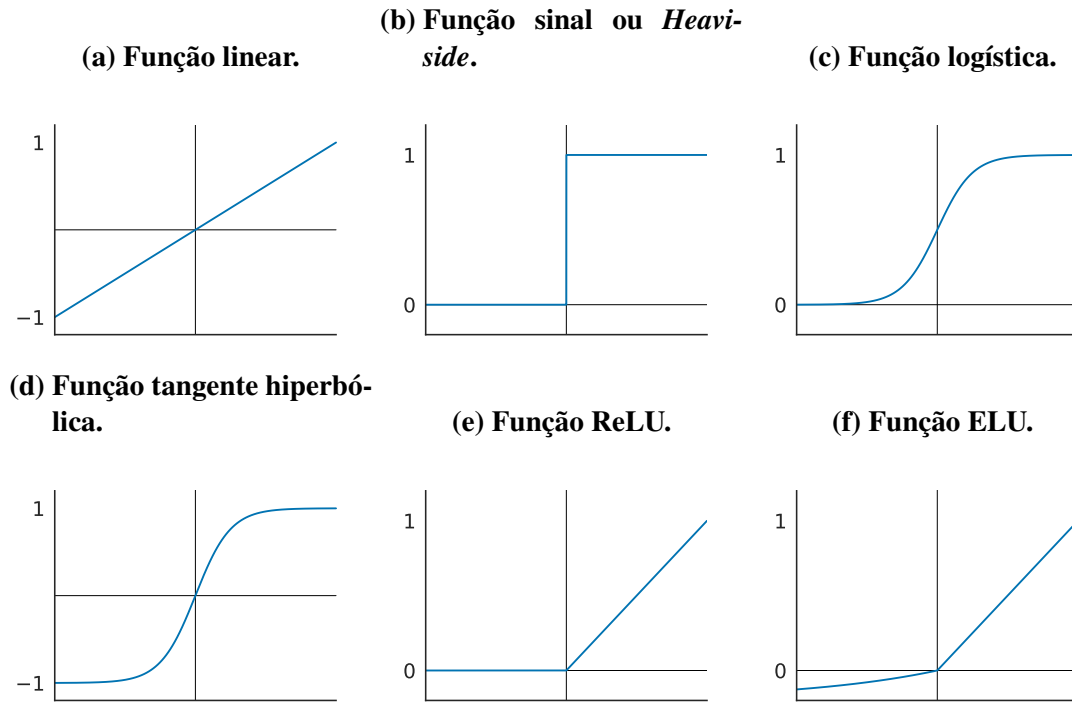 (a) Função linear.
(b) Função sinal ou Heavi-
side.
(c) Função logística.
1
−1
1
0
1
0
(d) Função tangente hiperbó-
lica.
(e) Função ReLU.
(f) Função ELU.
1
−1
1
0
1
0